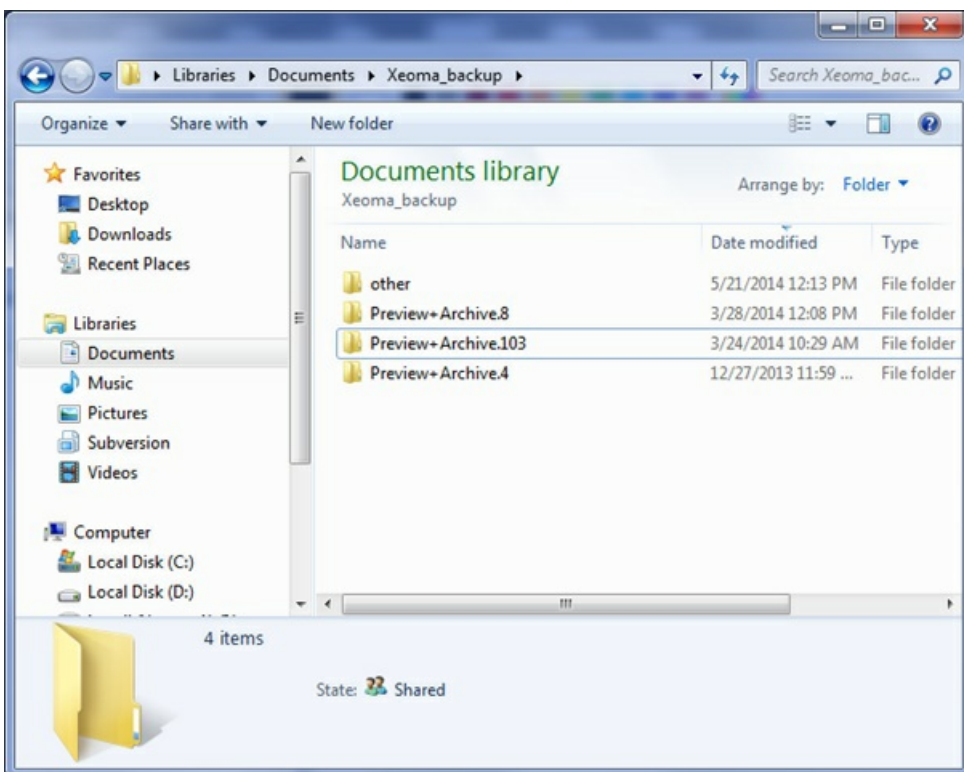 Libraries Documents Xeoma_backup Search Xeoma_bac...
Organize Share with New folder
Favorites
Desktop
Downloads
Recent Places
Libraries
Documents
Music
Pictures
Subversion
Videos
Computer
Local Disk (C:)
Local Disk (D:)
Documents library
Xeoma_backup
Arrange by: Folder
Name Date modified Type
other 5/21/2014 12:13 PM File folder
Preview+Archive.8 3/28/2014 12:08 PM File folder
Preview+Archive.103 3/24/2014 10:29 AM File folder
Preview+Archive.4 12/27/2013 11:59 ... File folder
4 items
State: Shared